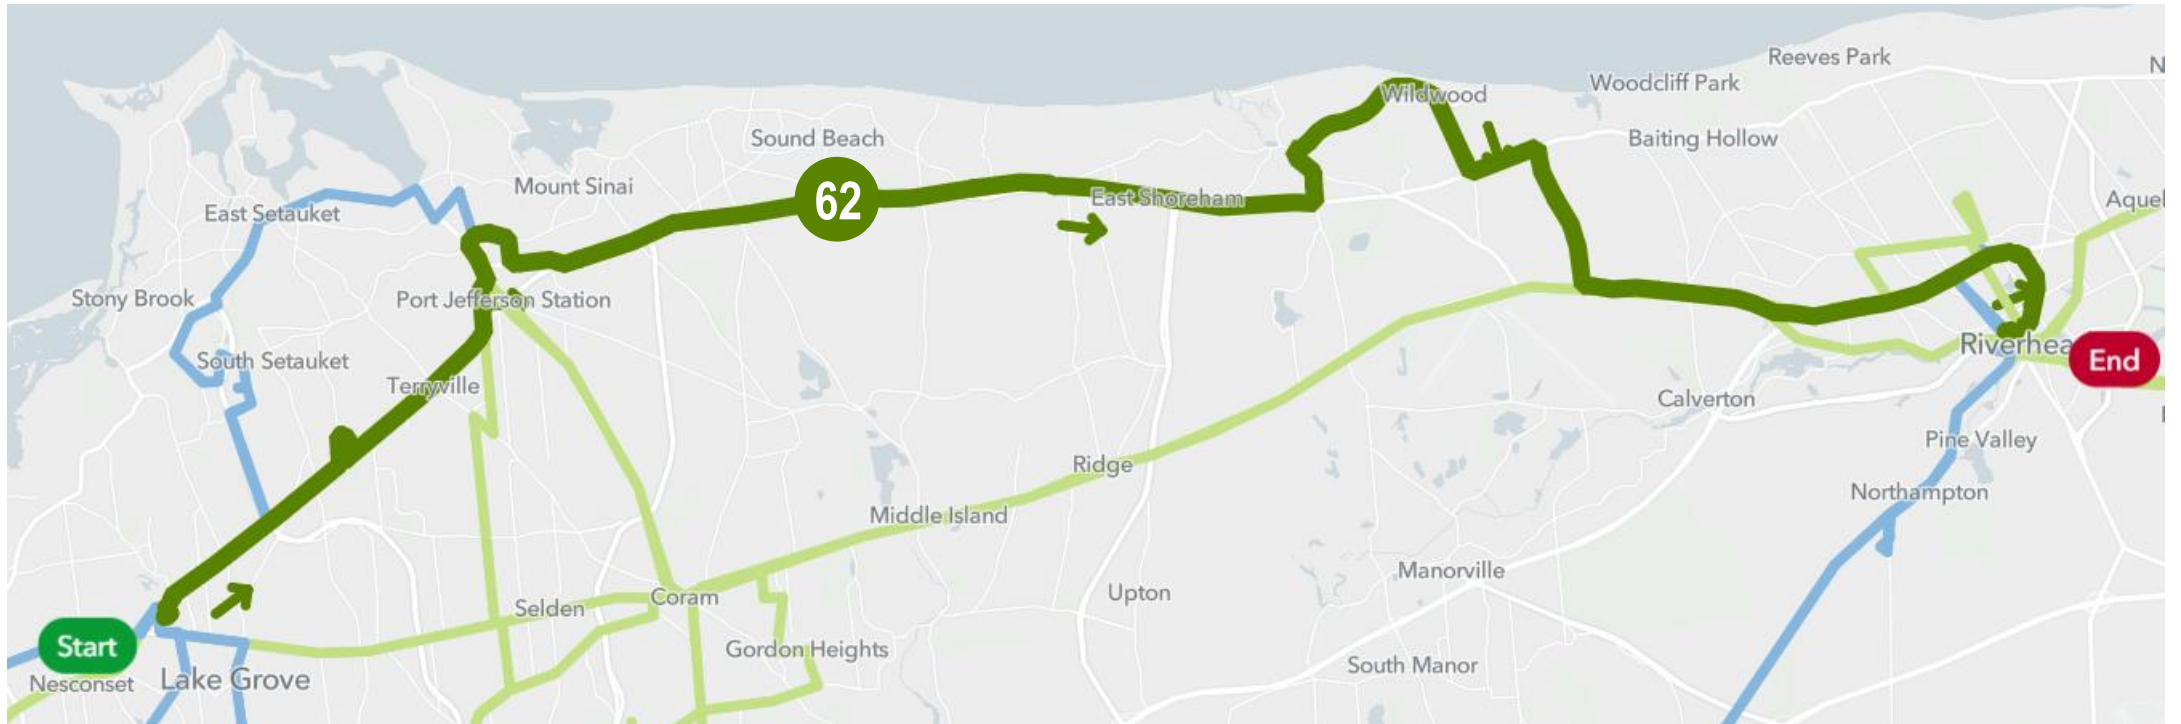 Reeves Park
N
Woodcliff Park
Wildwood
Sound Beach
Baiting Hollow
Mount Sinai
62
East Shoreham
Aquel
East Setauket
Stony Brook
Port Jefferson Station
South Setauket
Riverhea
End
Terryville
Calverton
Pine Valley
Ridge
Northampton
Middle Island
Manorville
Upton
Coram
Selden
Start
Gordon Heights
South Manor
Nesconset
Lake Grove